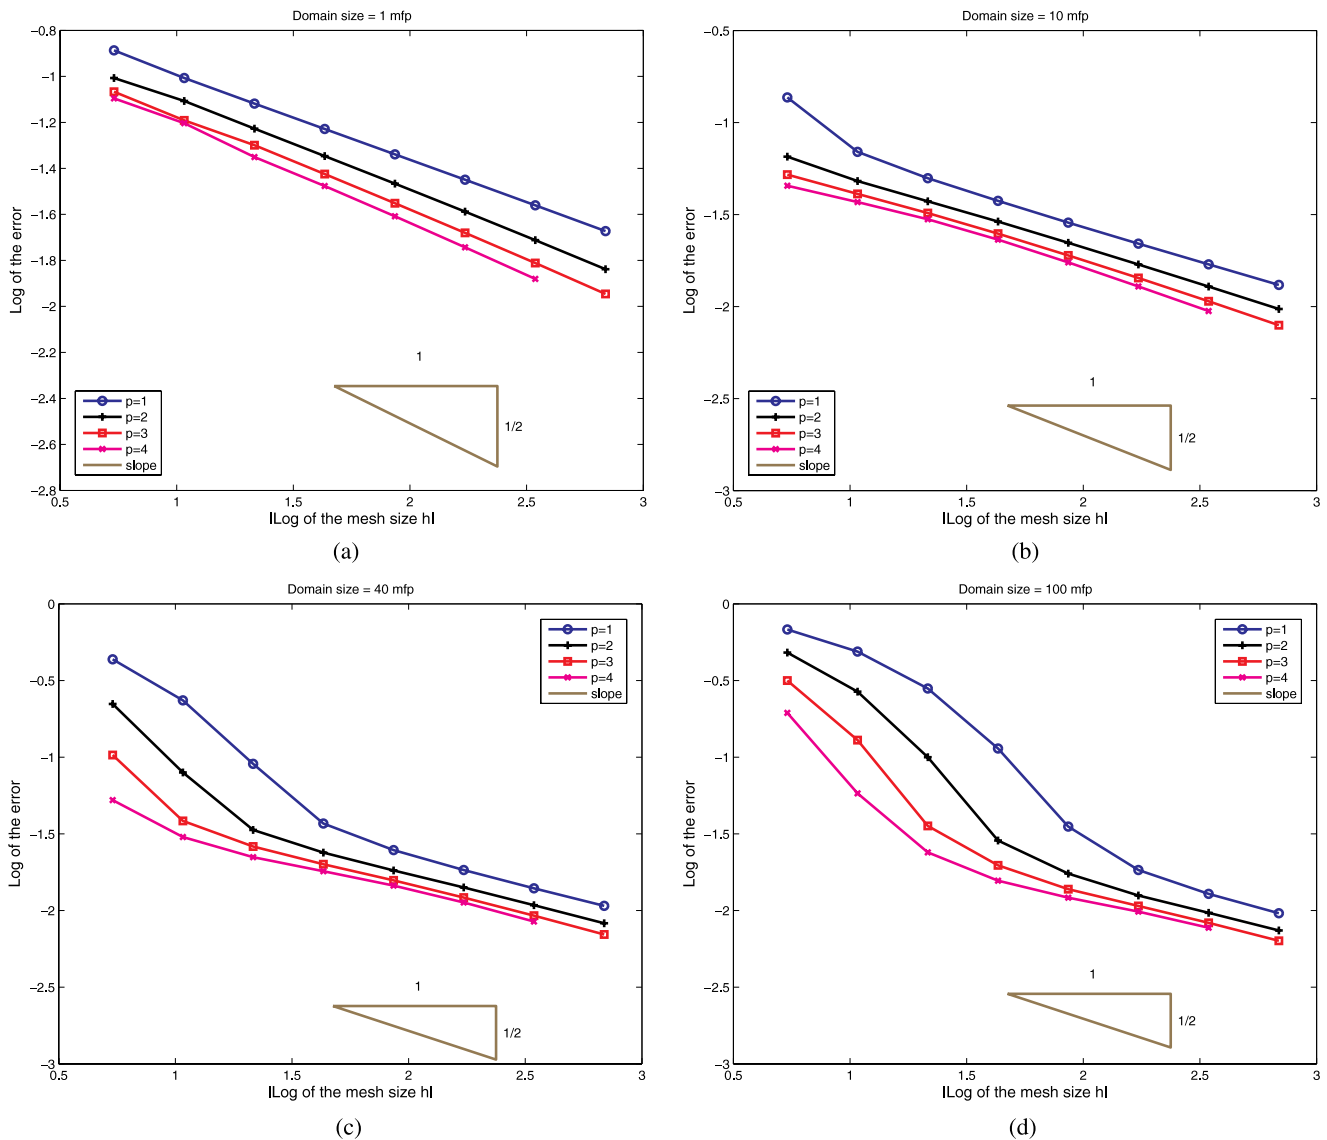 Domain size = 1 mfp
−0.8
−1
−1.2
−1.4
−1.6
−1.8
−2
−2.2
−2.4
−2.6
−2.8
Log of the error
1
1/2
p=1
p=2
p=3
p=4
slope
0.5
1
1.5
2
2.5
3
|Log of the mesh size h|
(a)
Domain size = 10 mfp
−0.5
−1
−1.5
−2
−2.5
−3
Log of the error
1
1/2
p=1
p=2
p=3
p=4
slope
0.5
1
1.5
2
2.5
3
|Log of the mesh size h|
(b)
Domain size = 40 mfp
0
−0.5
−1
−1.5
−2
−2.5
−3
Log of the error
p=1
p=2
p=3
p=4
slope
1
1/2
0.5
1
1.5
2
2.5
3
|Log of the mesh size h|
(c)
Domain size = 100 mfp
0
−0.5
−1
−1.5
−2
−2.5
−3
Log of the error
p=1
p=2
p=3
p=4
slope
1
1/2
0.5
1
1.5
2
2.5
3
|Log of the mesh size h|
(d)